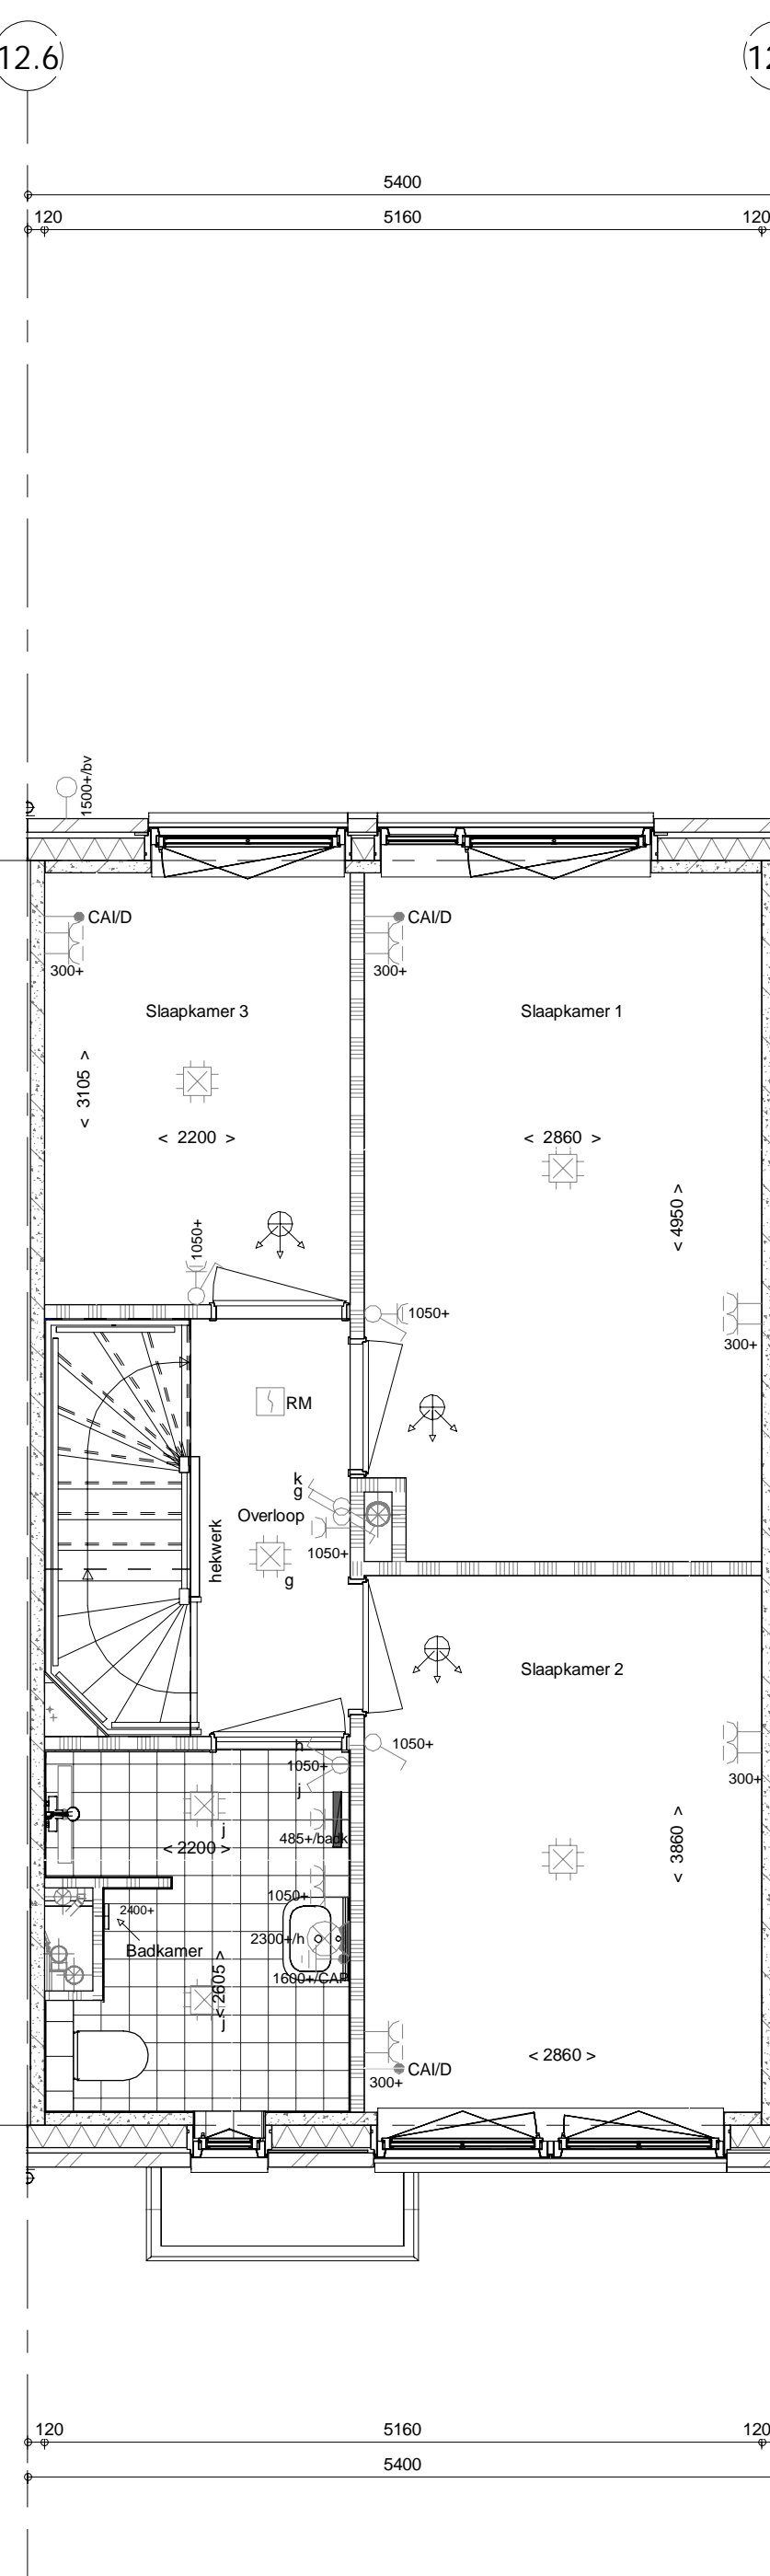 12.6
5400
120
5160
120
1500+/bv
CAI/D
CAI/D
300+
300+
Slaapkamer 3
Slaapkamer 1
< 3105 >
< 2200 >
< 2860 >
< 4950 >
1050+
1050+
300+
RM
k
g
Overloop
hekwerk
1050+
g
Slaapkamer 2
h
1050+
1050+
j
300+
j
485+/badk
< 2200 >
< 3860 >
1050+
2400+
2300+/h
Badkamer
1600+/CAP
< 2605 >
j
< 2860 >
CAI/D
300+
120
5160
120
5400